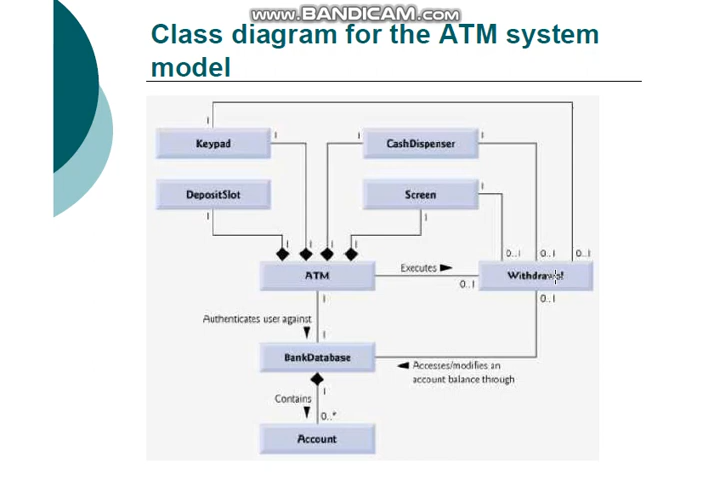 www.BANDICAM.com
Class diagram for the ATM system
model
1
Keypad
1
1
CashDispenser
1
DepositSlot
Screen
1
1
1
1
1
1
1
0..1
0..1
0..1
ATM
Executes
Withdrawal
0..1
1
0..1
Authenticates user against
1
BankDatabase
Accesses/modifies an
account balance through
1
Contains
0..*
Account